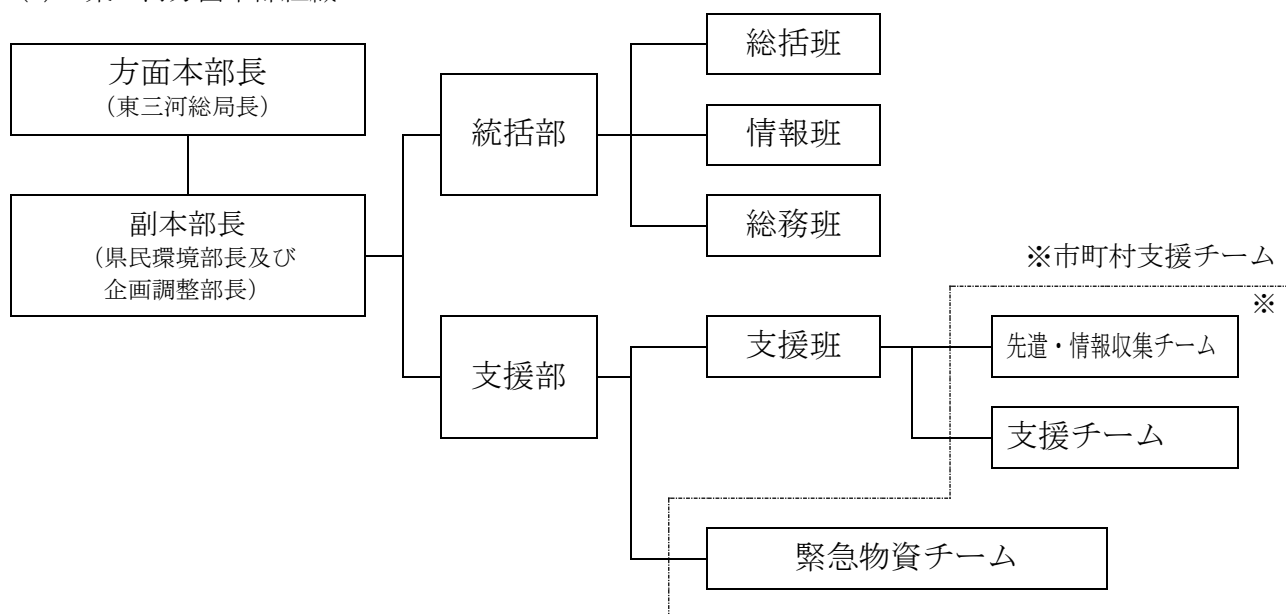 方面本部長
（東三河総局長）
副本部長
（県民環境部長及び
企画調整部長）
統括部
支援部
総括班
情報班
総務班
※市町村支援チーム
※
支援班
先遣・情報収集チーム
支援チーム
緊急物資チーム